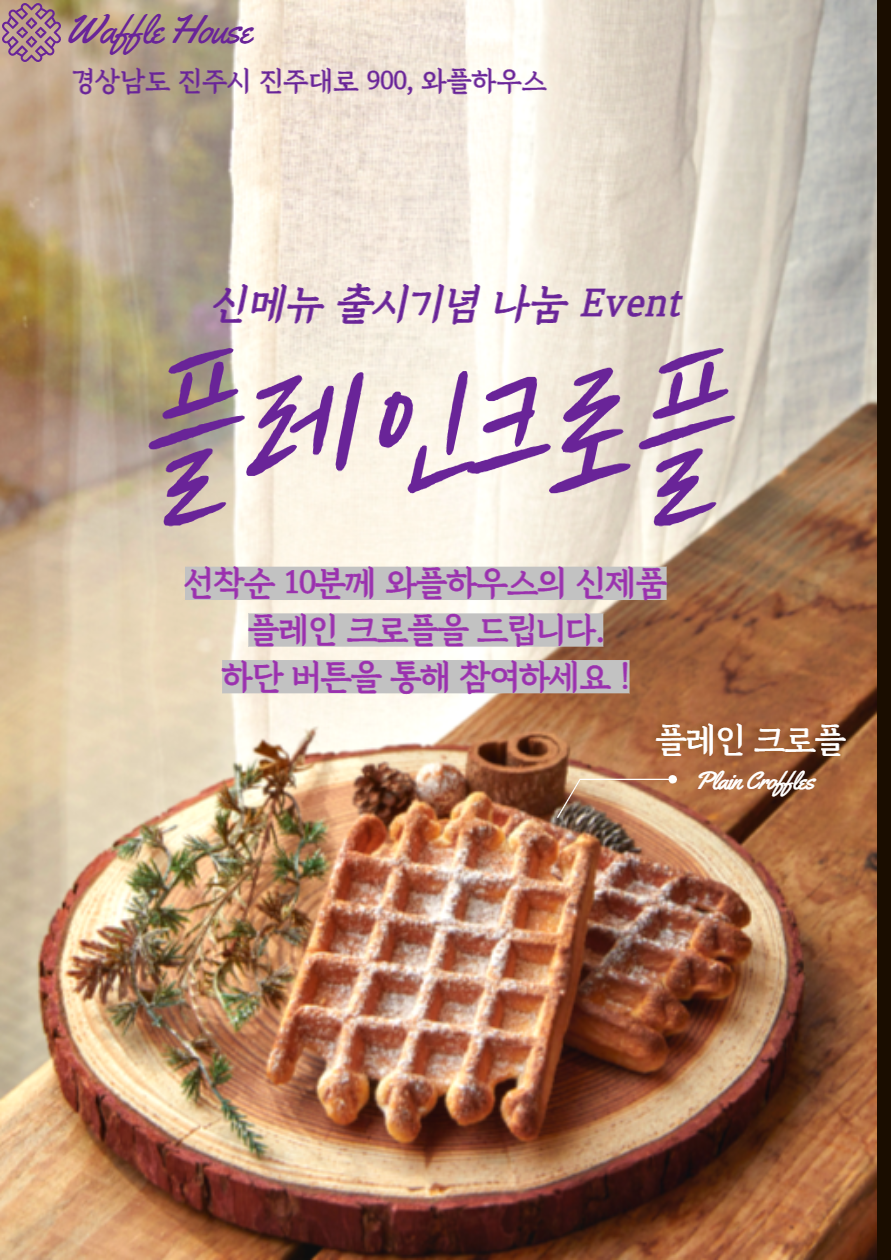 Waffle House
경상남도 진주시 진주대로 900, 와플하우스
신메뉴 출시기념 나눔 Event
플레인크로플
선착순 10분께 와플하우스의 신제품
플레인 크로플을 드립니다.
하단 버튼을 통해 참여하세요 !
플레인 크로플
Plain Croffles